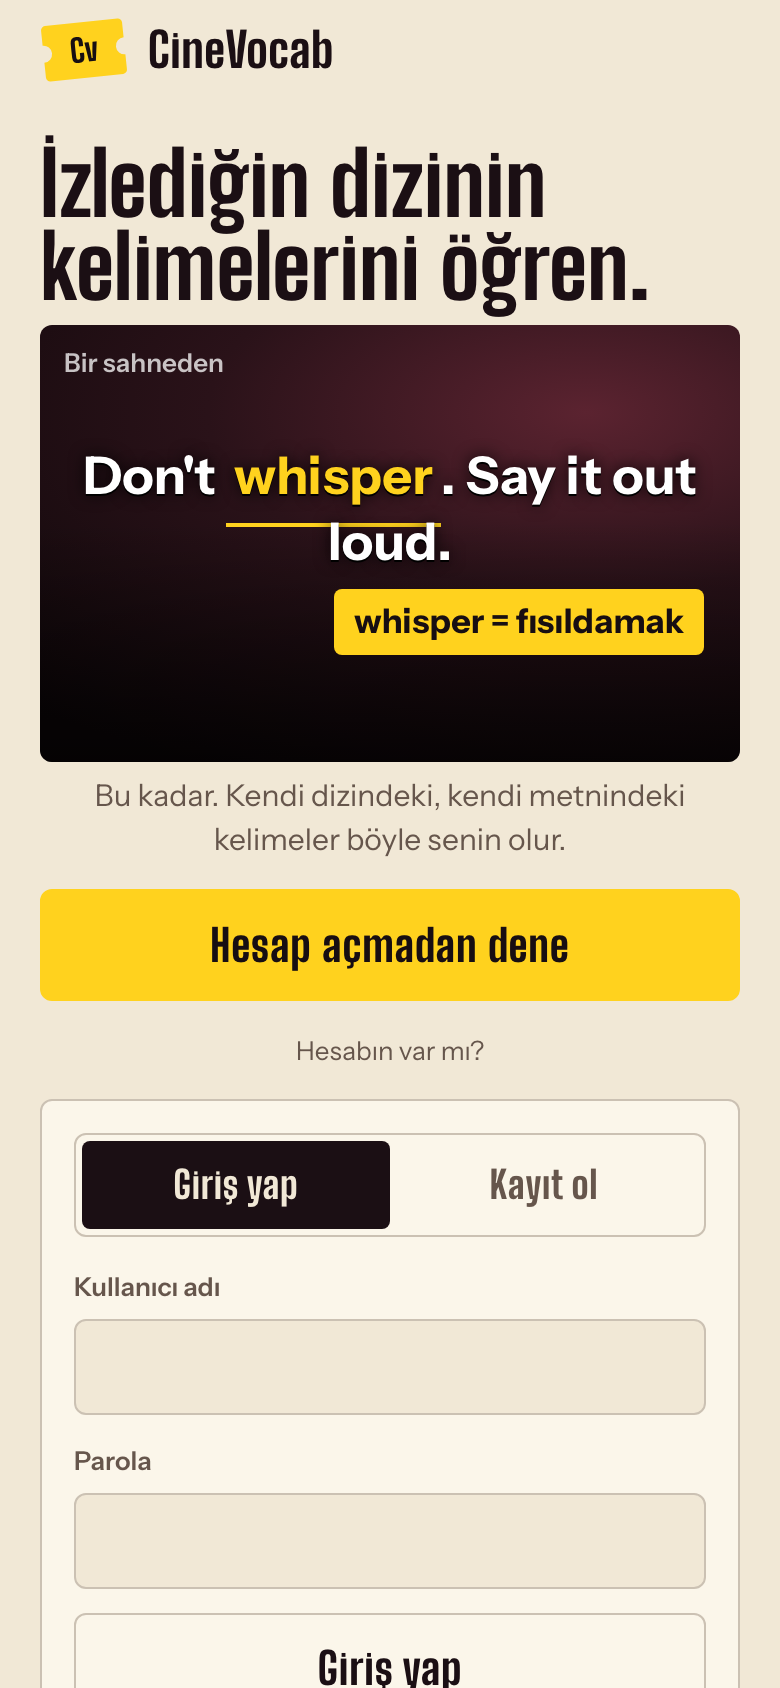 Cv CineVocab
İzlediğin dizinin
kelimelerini öğren.
Bir sahneden
Don't whisper. Say it out
loud.
whisper = fısıldamak
Bu kadar. Kendi dizindeki, kendi metnindeki
kelimeler böyle senin olur.
Hesap açmadan dene
Hesabın var mı?
Giriş yap Kayıt ol
Kullanıcı adı
Parola
Giriş yap